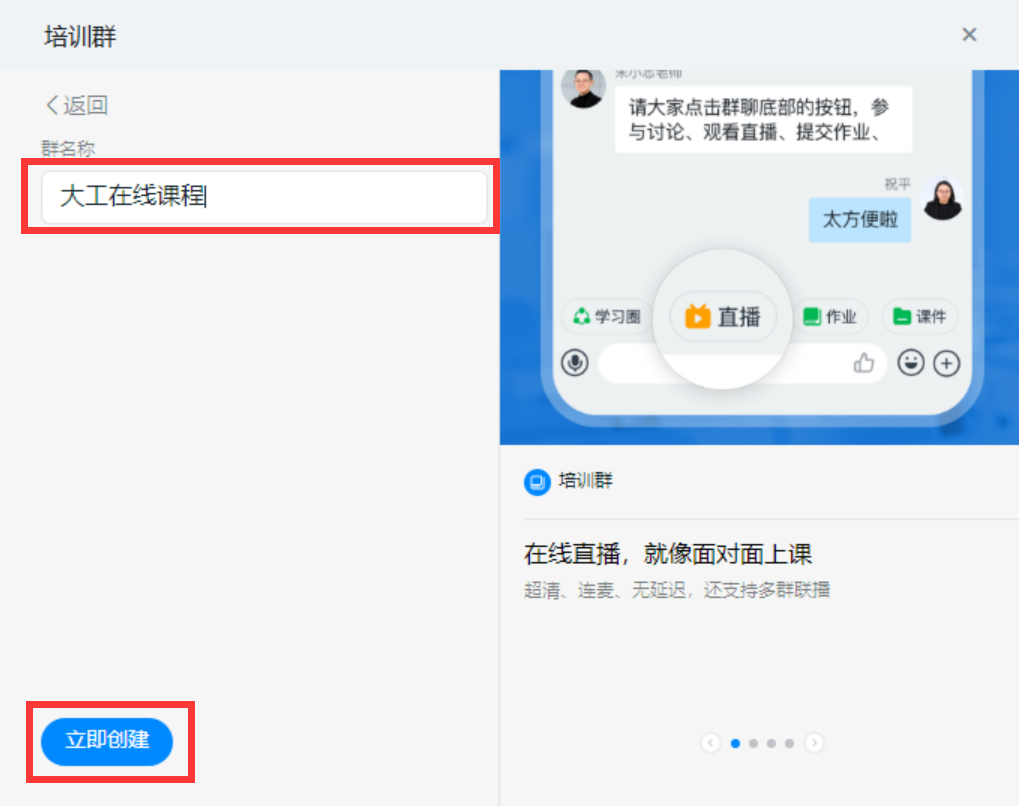 培训群
返回
群名称
大工在线课程
立即创建
请大家点击群聊底部的按钮，参
与讨论、观看直播、提交作业、
祝平
太方便啦
学习圈
直播
作业
课件
培训群
在线直播，就像面对面上课
超清、连麦、无延迟，还支持多群联播